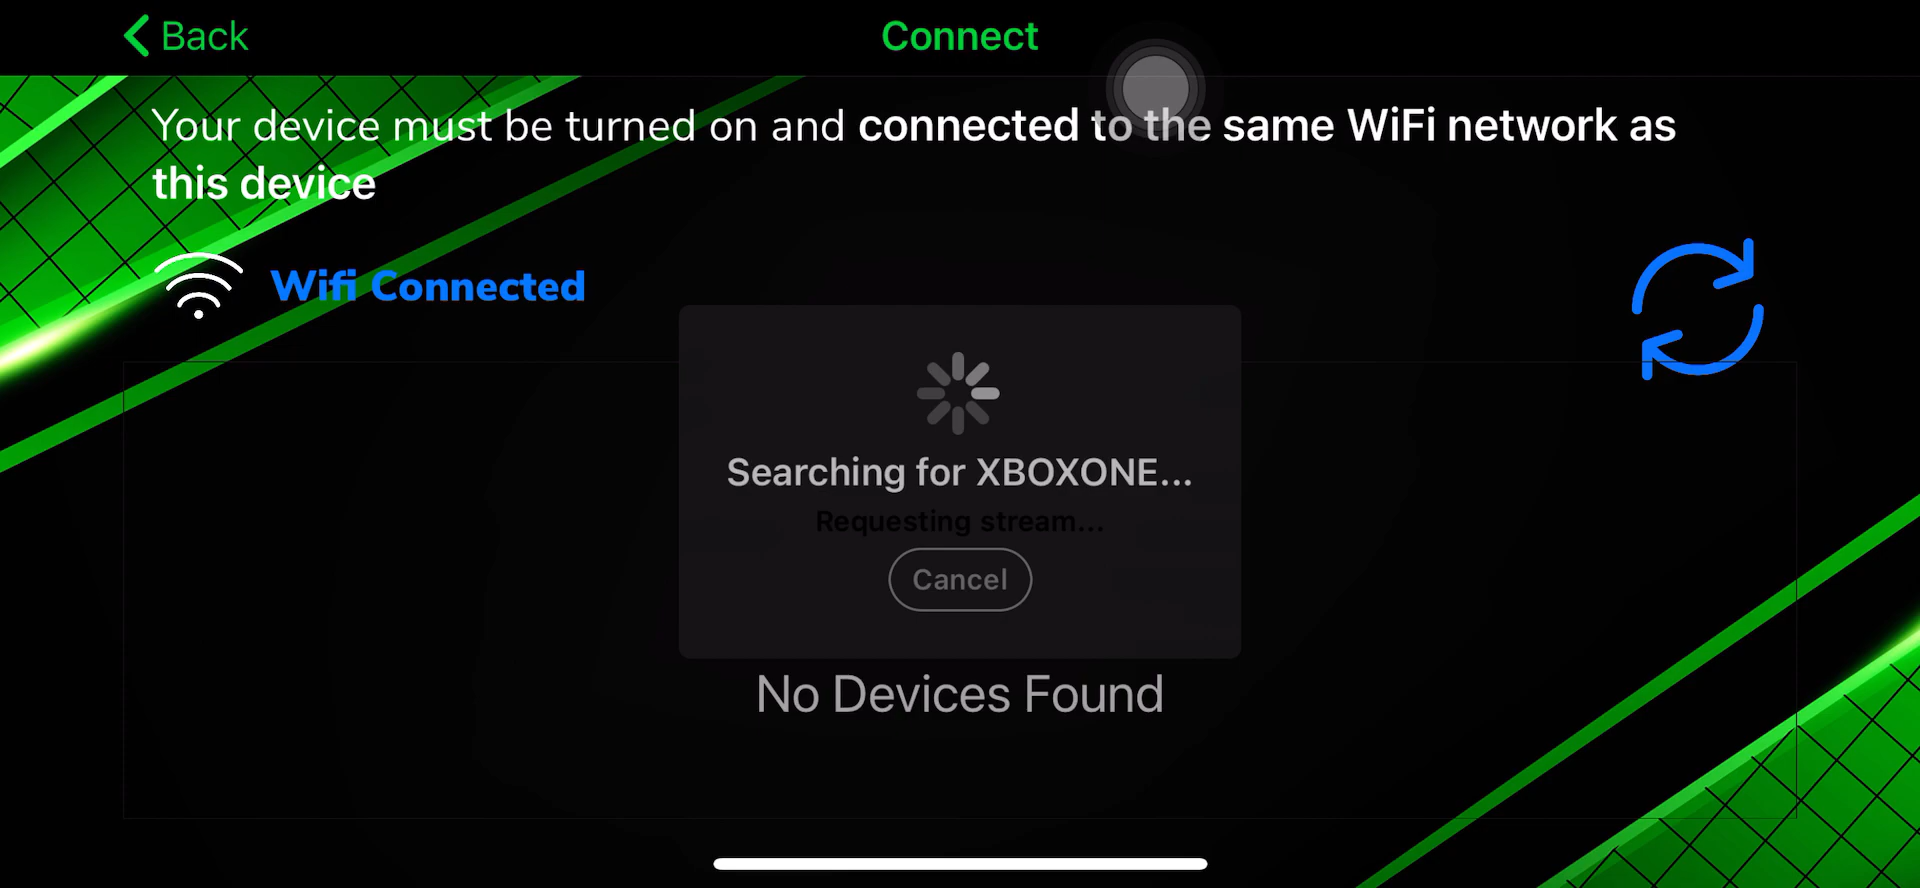 Back
Connect
Your device must be turned on and connected to the same WiFi network as
this device
Wifi Connected
Searching for XBOXONE...
Requesting stream...
Cancel
No Devices Found